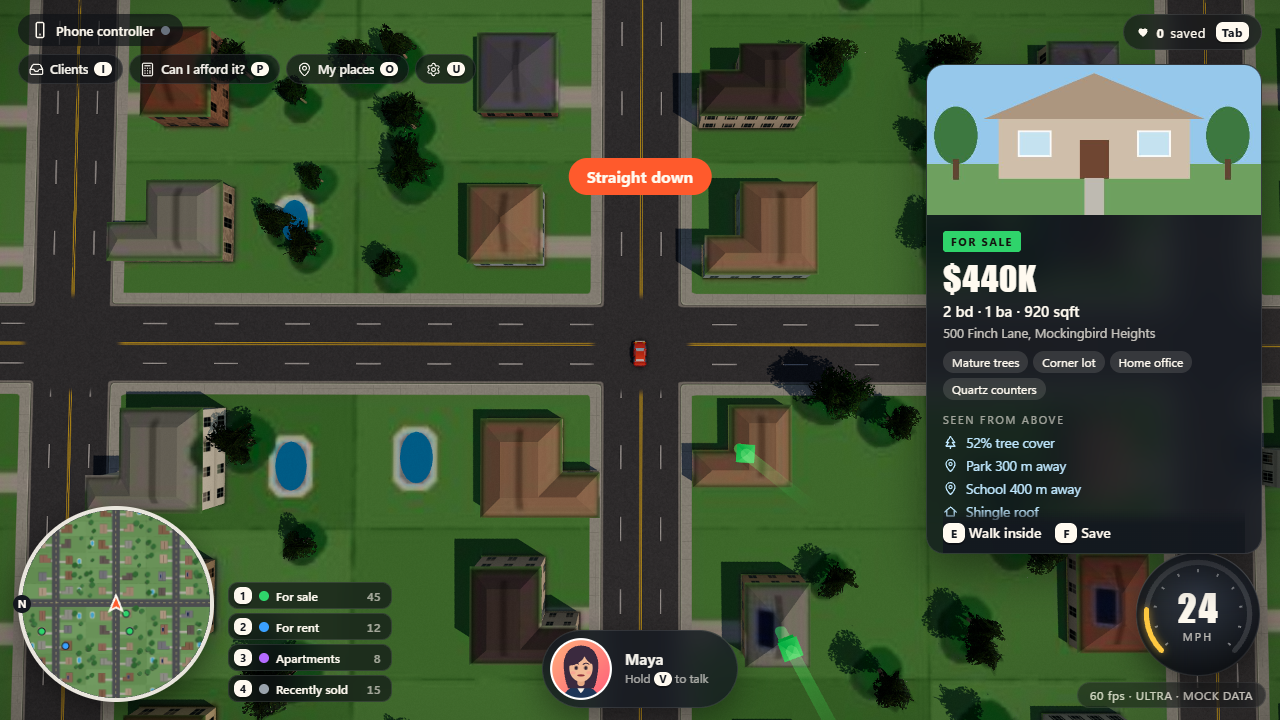 Phone controller
0 saved Tab
Clients I
Can I afford it? P
My places O
U
Straight down
FOR SALE
$440K
2 bd · 1 ba · 920 sqft
500 Finch Lane, Mockingbird Heights
Mature trees
Corner lot
Home office
Quartz counters
SEEN FROM ABOVE
52% tree cover
Park 300 m away
School 400 m away
Shingle roof
E Walk inside
F Save
N
1 For sale 45
2 For rent 12
3 Apartments 8
4 Recently sold 15
Maya
Hold V to talk
24
MPH
60 fps · ULTRA · MOCK DATA